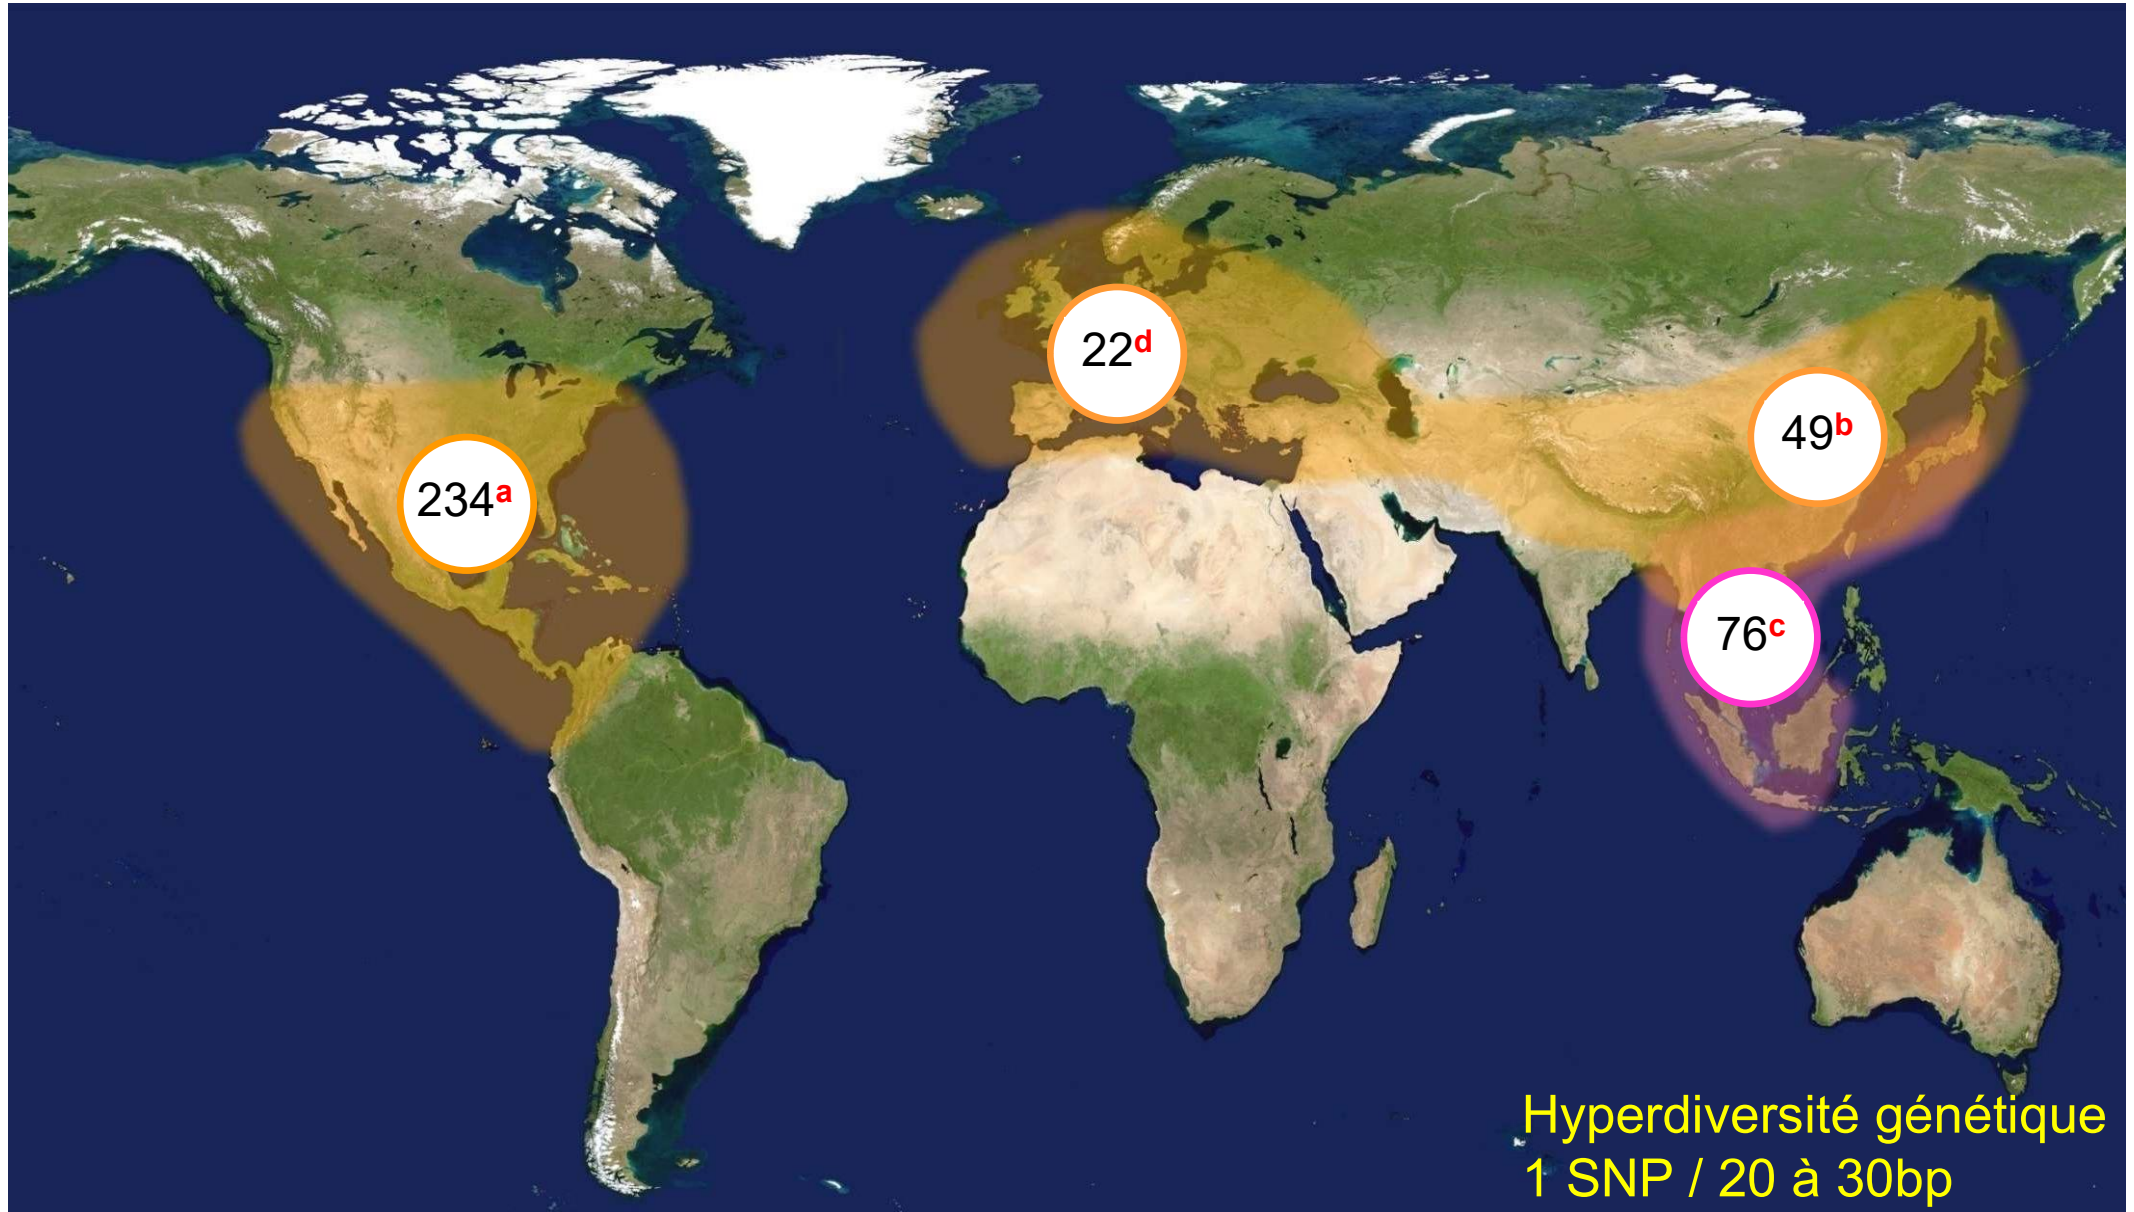 22d
49b
234a
76c
Hyperdiversité génétique
1 SNP / 20 à 30bp